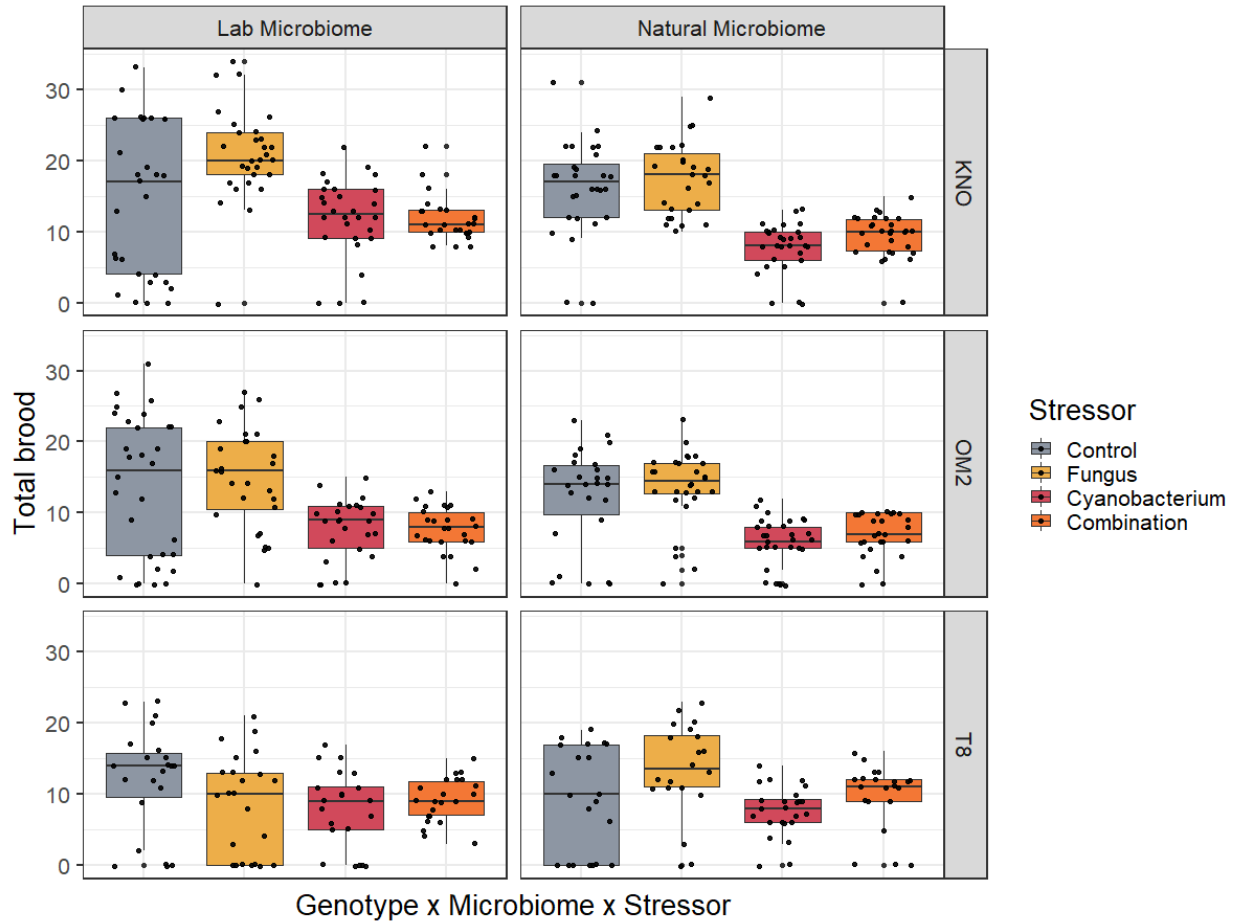 Lab Microbiome
Natural Microbiome
Total brood
30
20
10
0
KNO
30
20
10
0
OM2
30
20
10
0
T8
Genotype x Microbiome x Stressor
Stressor
Control
Fungus
Cyanobacterium
Combination